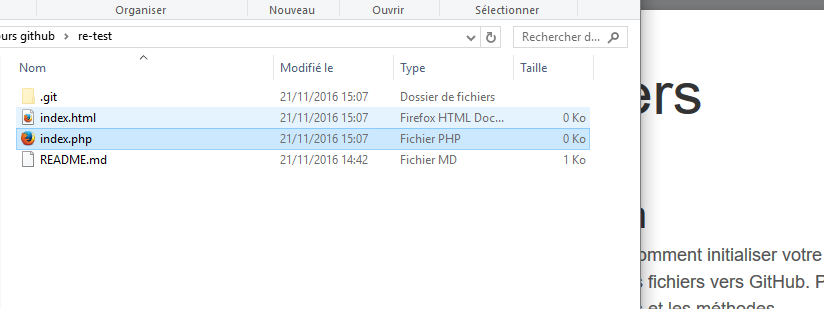 Organiser Nouveau Ouvrir Sélectionner
urs github > re-test Rechercher d...
Nom Modifié le Type Taille
.git 21/11/2016 15:07 Dossier de fichiers
index.html 21/11/2016 15:07 Firefox HTML Doc... 0 Ko
index.php 21/11/2016 15:07 Fichier PHP 0 Ko
README.md 21/11/2016 14:42 Fichier MD 1 Ko
ers
n
omment initialiser votre
s fichiers vers GitHub. P
s et les méthodes